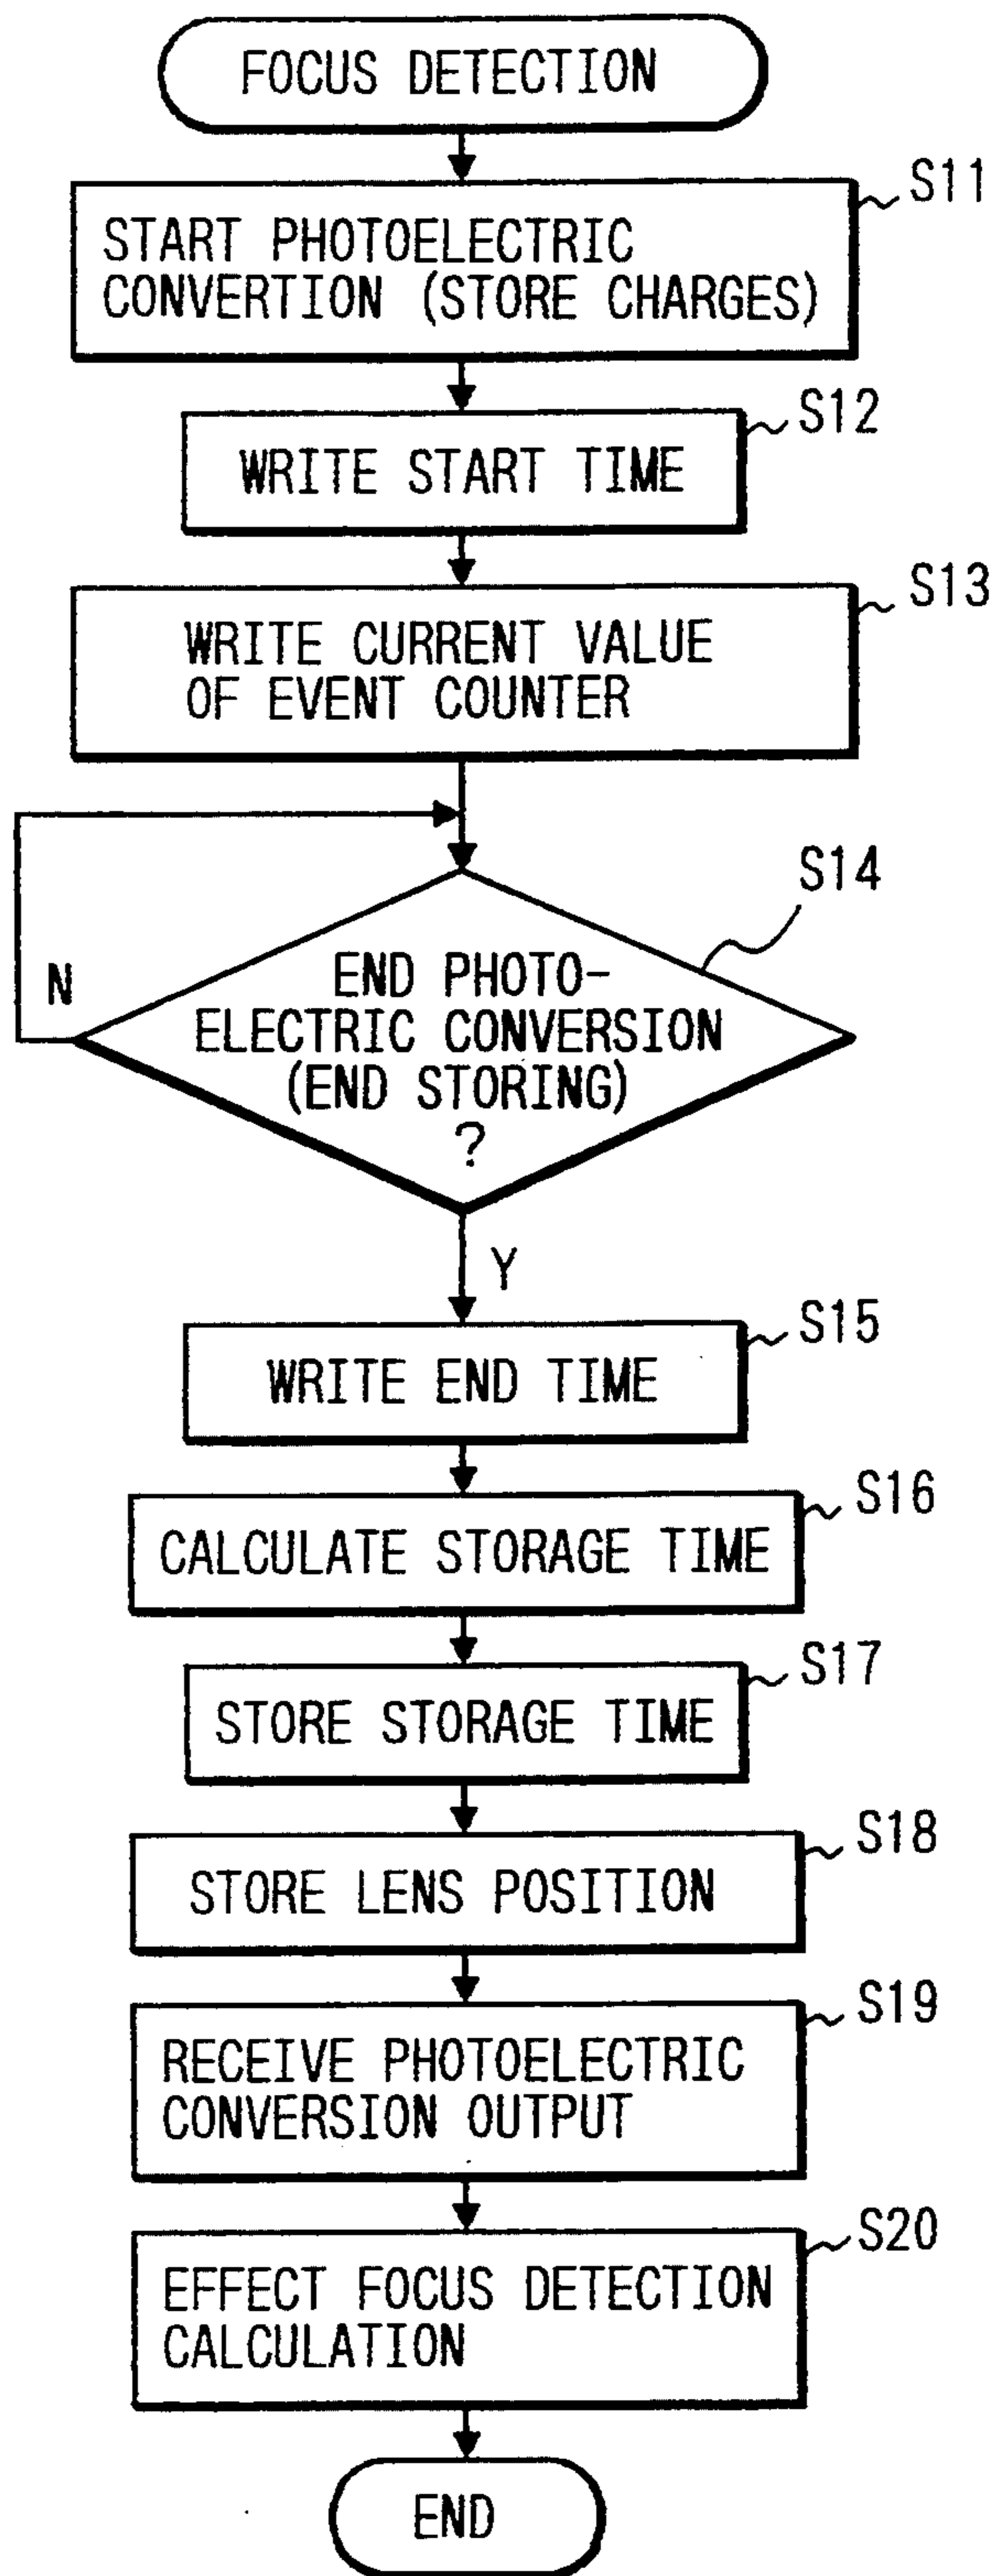 FOCUS DETECTION
S11
START PHOTOELECTRIC
CONVERTION (STORE CHARGES)
S12
WRITE START TIME
S13
WRITE CURRENT VALUE
OF EVENT COUNTER
S14
N
END PHOTO-
ELECTRIC CONVERSION
(END STORING)
?
Y
S15
WRITE END TIME
S16
CALCULATE STORAGE TIME
S17
STORE STORAGE TIME
S18
STORE LENS POSITION
S19
RECEIVE PHOTOELECTRIC
CONVERSION OUTPUT
S20
EFFECT FOCUS DETECTION
CALCULATION
END